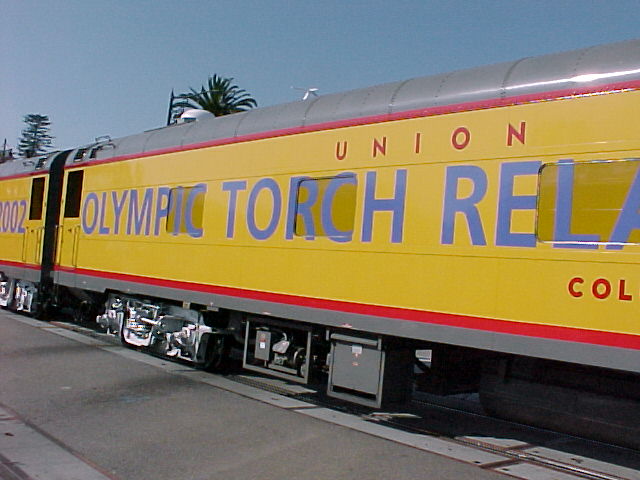 UNION
2002 OLYMPIC TORCH RELA
COL